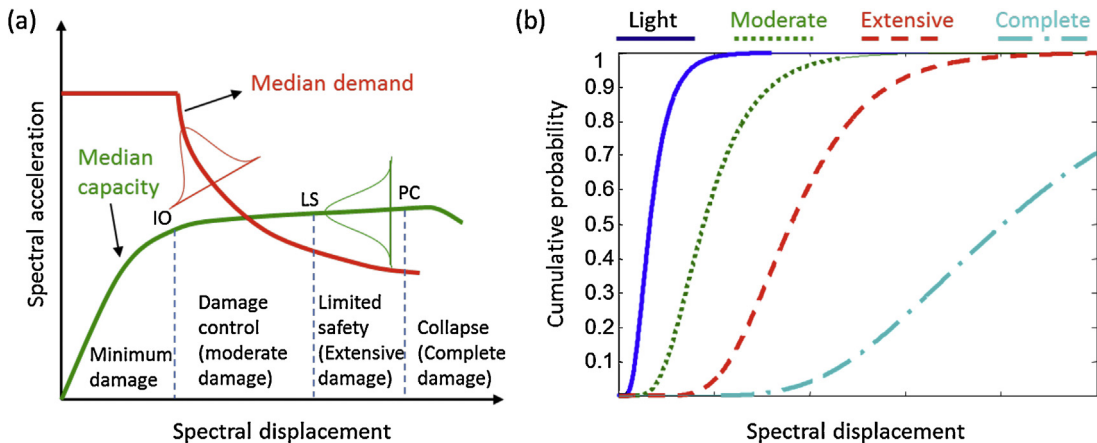 (a)
Median demand
Median
capacity
IO
LS
PC
Spectral acceleration
Minimum
damage
Damage
control
(moderate
damage)
Limited
safety
(Extensive
damage)
Collapse
(Complete
damage)
Spectral displacement
(b)
Light Moderate Extensive Complete
1
0.9
0.8
0.7
0.6
0.5
0.4
0.3
0.2
0.1
Cumulative probability
Spectral displacement